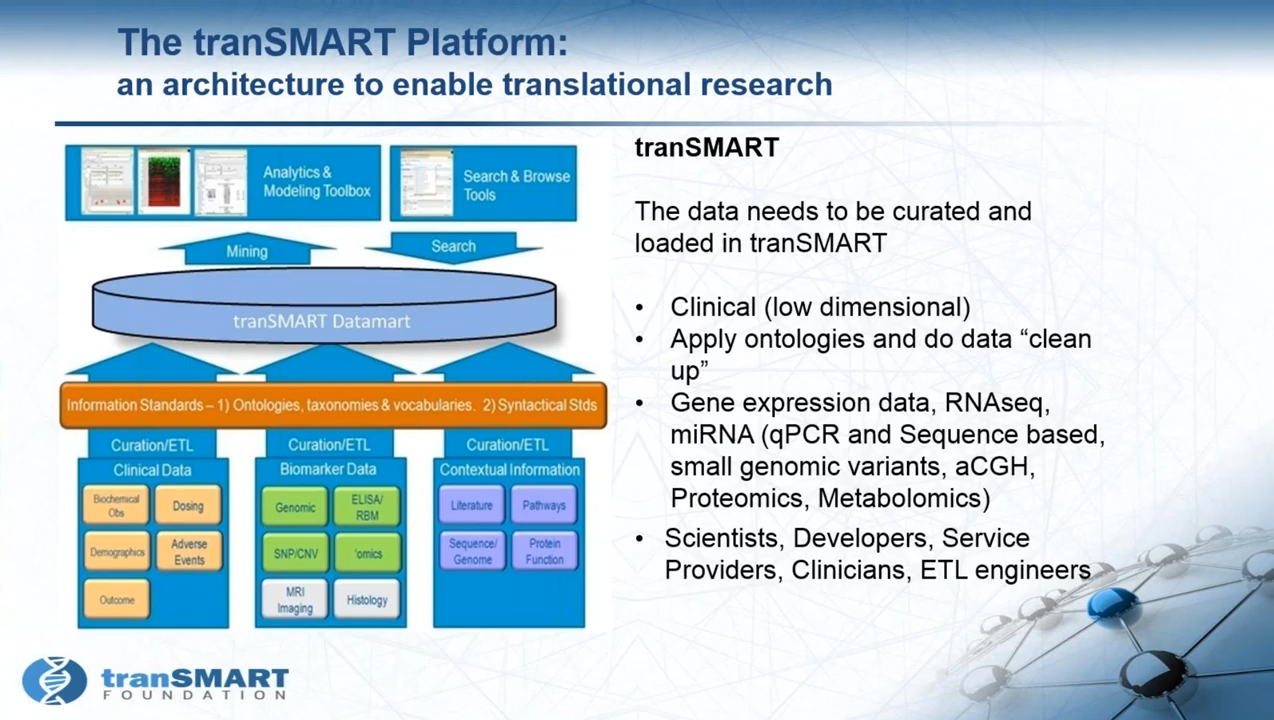 The tranSMART Platform:
an architecture to enable translational research
Analytics &
Modeling Toolbox
Search & Browse
Tools
Mining
Search
tranSMART Datamart
Information Standards – 1) Ontologies, taxonomies & vocabularies. 2) Syntactical Stds
Curation/ETL
Curation/ETL
Curation/ETL
Clinical Data
Biochemical
Obs
Dosing
Demographics
Adverse
Events
Outcome
Biomarker Data
Genomic
ELISA/
RBM
SNP/CNV
'omics
MRI
Imaging
Histology
Contextual Information
Literature
Pathways
Sequence/
Genome
Protein
Function
tranSMART
The data needs to be curated and
loaded in tranSMART
• Clinical (low dimensional)
• Apply ontologies and do data “clean
up”
• Gene expression data, RNAseq,
miRNA (qPCR and Sequence based,
small genomic variants, aCGH,
Proteomics, Metabolomics)
• Scientists, Developers, Service
Providers, Clinicians, ETL engineers
tranSMART
FOUNDATION